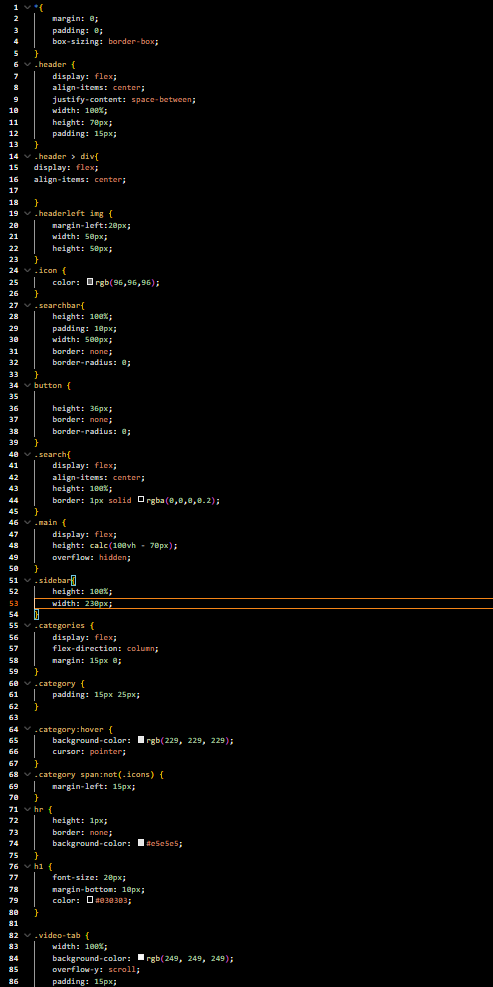 1 *{
2 margin: 0;
3 padding: 0;
4 box-sizing: border-box;
5 }
6 .header {
7 display: flex;
8 align-items: center;
9 justify-content: space-between;
10 width: 100%;
11 height: 70px;
12 padding: 15px;
13 }
14 .header > div{
15 display: flex;
16 align-items: center;
17
18 }
19 .headerleft img {
20 margin-left:20px;
21 width: 50px;
22 height: 50px;
23 }
24 .icon {
25 color: rgb(96,96,96);
26 }
27 .searchbar{
28 height: 100%;
29 padding: 10px;
30 width: 500px;
31 border: none;
32 border-radius: 0;
33 }
34 button {
35
36 height: 36px;
37 border: none;
38 border-radius: 0;
39 }
40 .search{
41 display: flex;
42 align-items: center;
43 height: 100%;
44 border: 1px solid rgba(0,0,0,0.2);
45 }
46 .main {
47 display: flex;
48 height: calc(100vh - 70px);
49 overflow: hidden;
50 }
51 .sidebar{
52 height: 100%;
53 width: 230px;
54 }
55 .categories {
56 display: flex;
57 flex-direction: column;
58 margin: 15px 0;
59 }
60 .category {
61 padding: 15px 25px;
62 }
63
64 .category:hover {
65 background-color: rgb(229, 229, 229);
66 cursor: pointer;
67 }
68 .category span:not(.icons) {
69 margin-left: 15px;
70 }
71 hr {
72 height: 1px;
73 border: none;
74 background-color: #e5e5e5;
75 }
76 h1 {
77 font-size: 20px;
78 margin-bottom: 10px;
79 color: #030303;
80 }
81
82 .video-tab {
83 width: 100%;
84 background-color: rgb(249, 249, 249);
85 overflow-y: scroll;
86 padding: 15px;